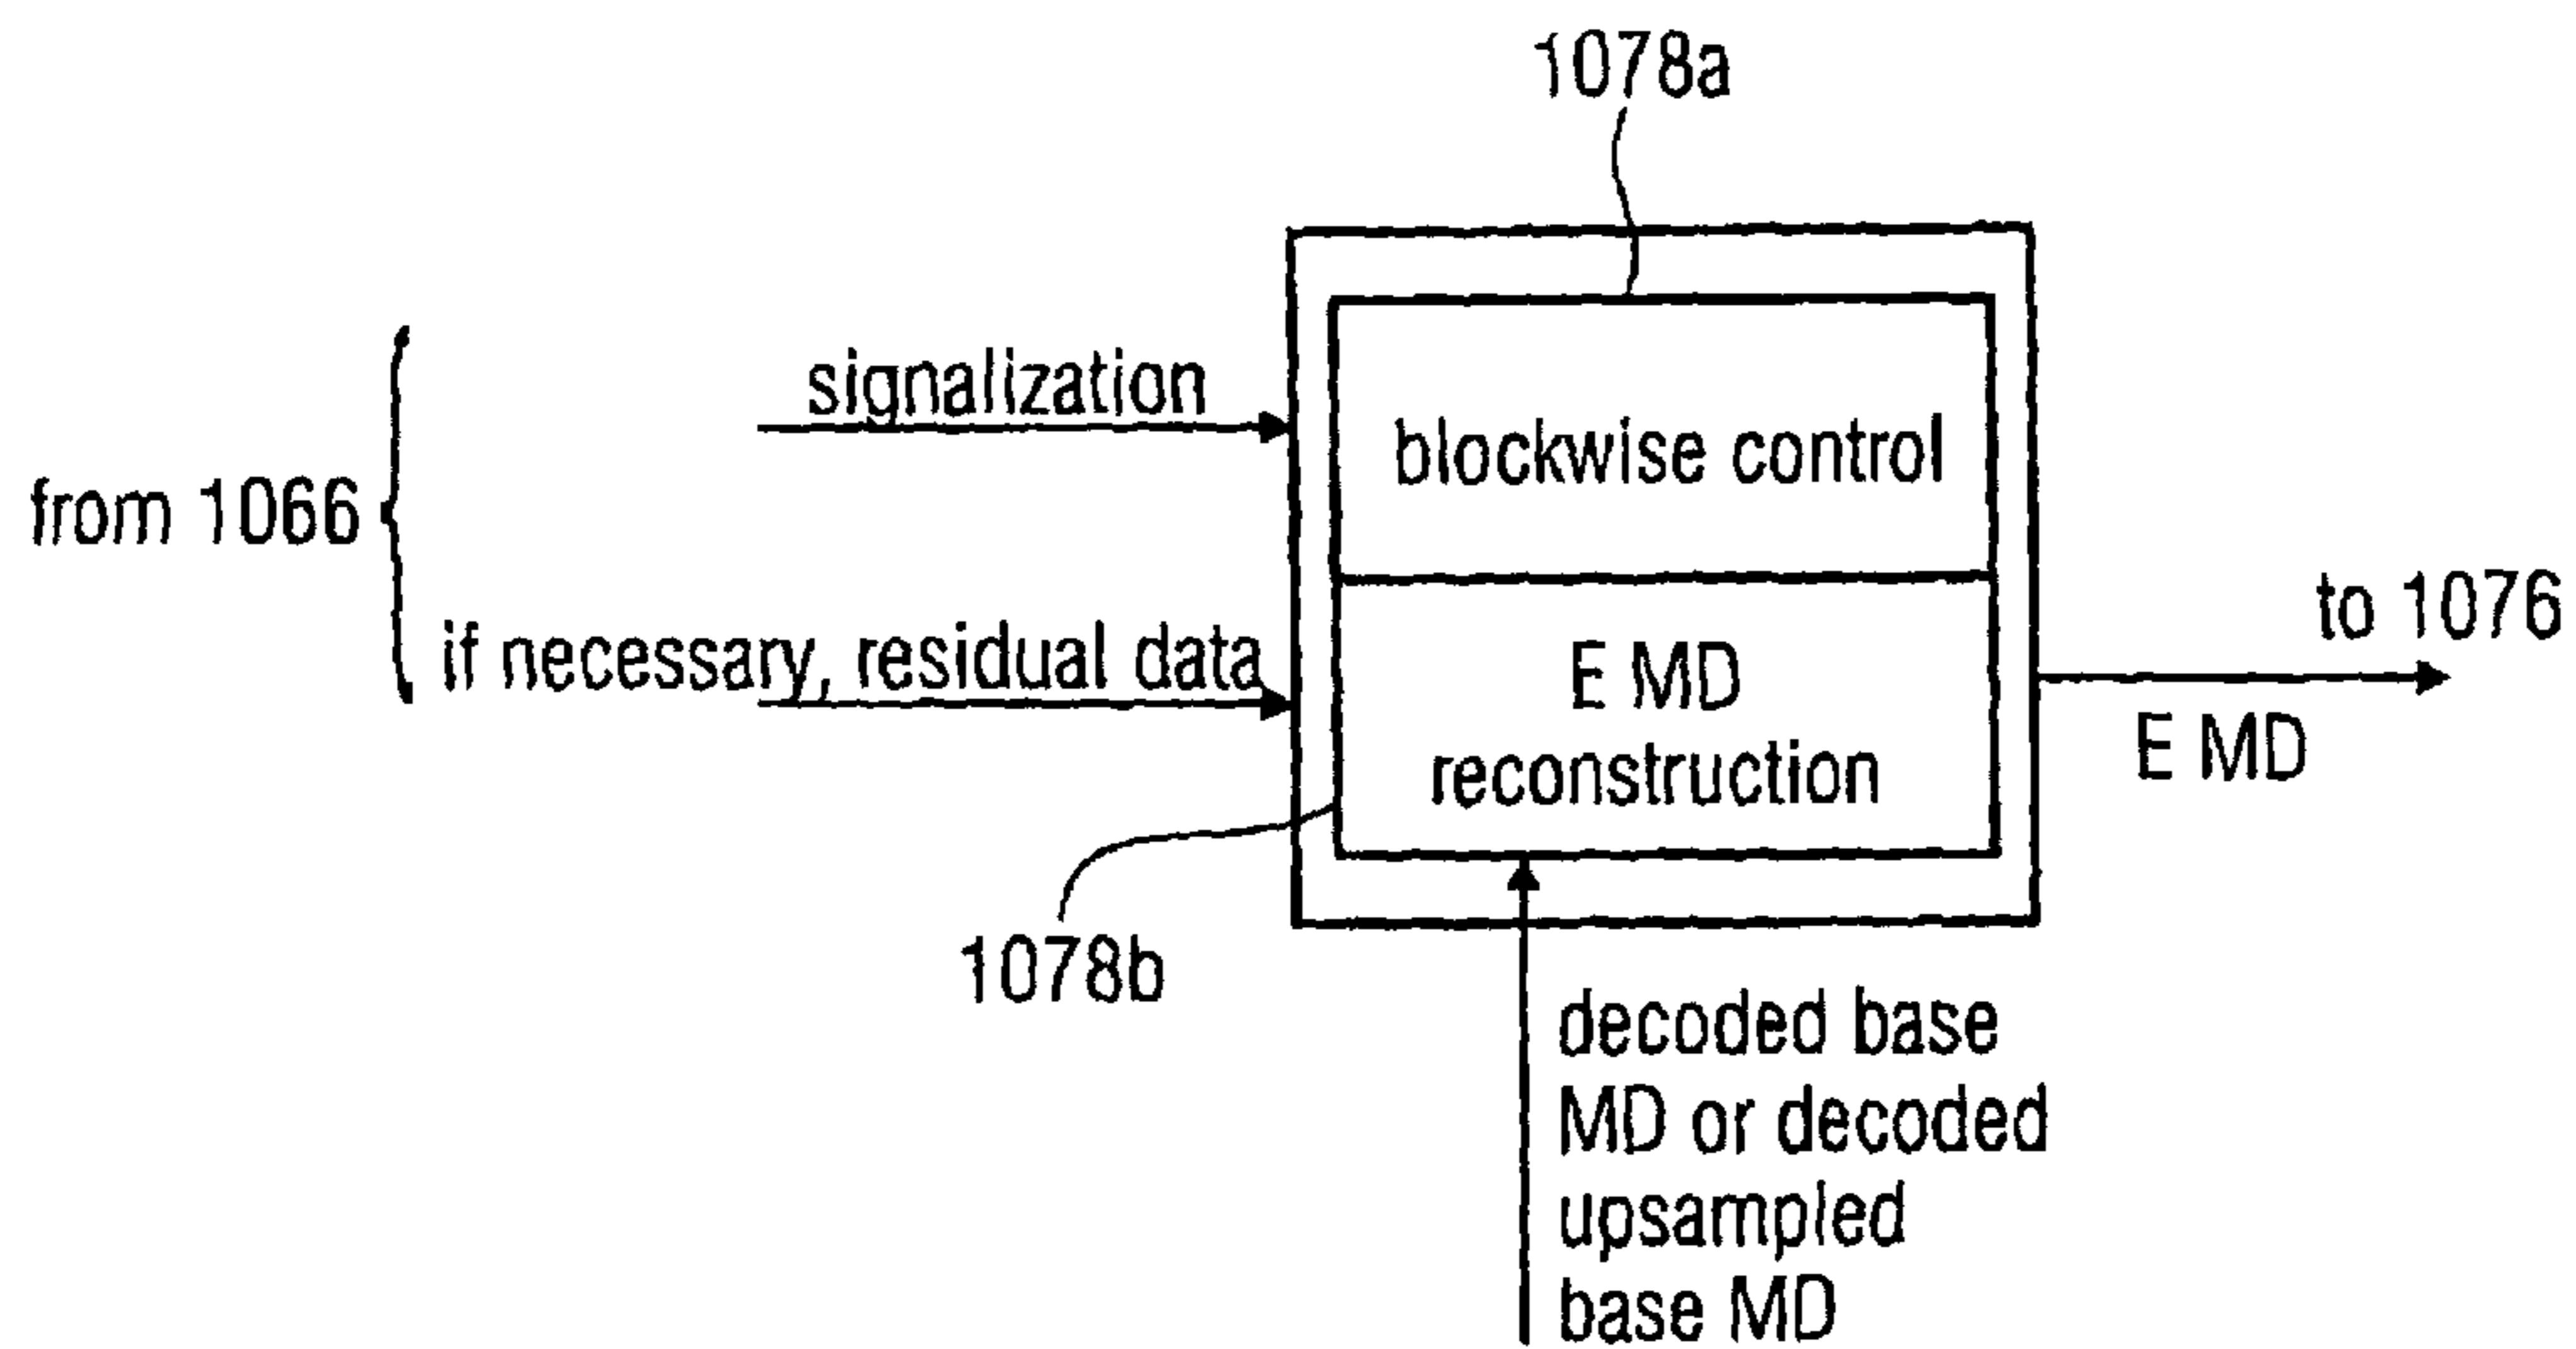 1078a
signalization
blockwise control
from 1066
if necessary, residual data
E MD
reconstruction
to 1076
E MD
1078b
decoded base
MD or decoded
upsampled
base MD